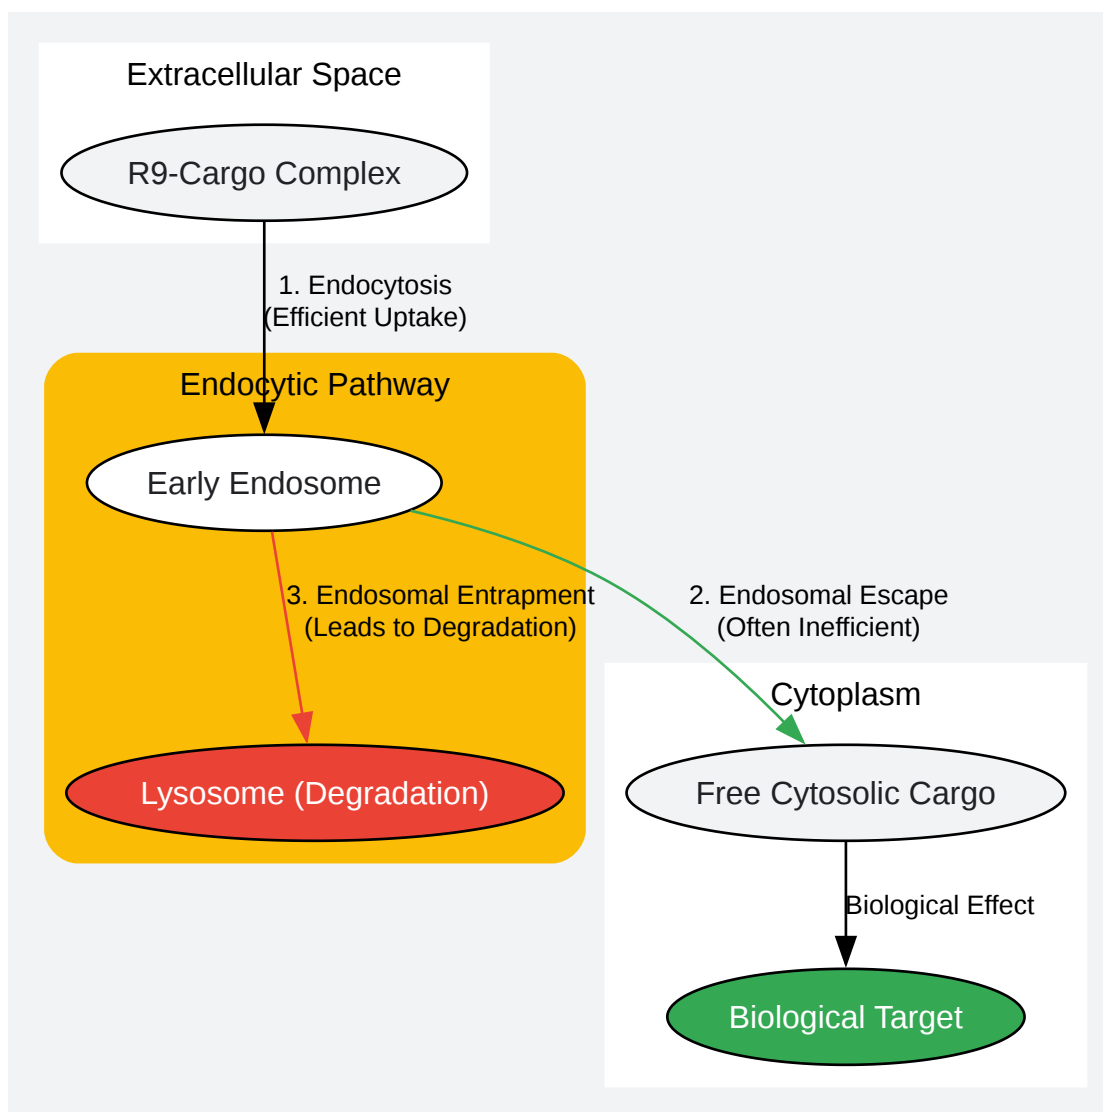 Extracellular Space
R9-Cargo Complex
1. Endocytosis
(Efficient Uptake)
Endocytic Pathway
Early Endosome
3. Endosomal Entrapment
(Leads to Degradation)
2. Endosomal Escape
(Often Inefficient)
Cytoplasm
Lysosome (Degradation)
Free Cytosolic Cargo
Biological Effect
Biological Target